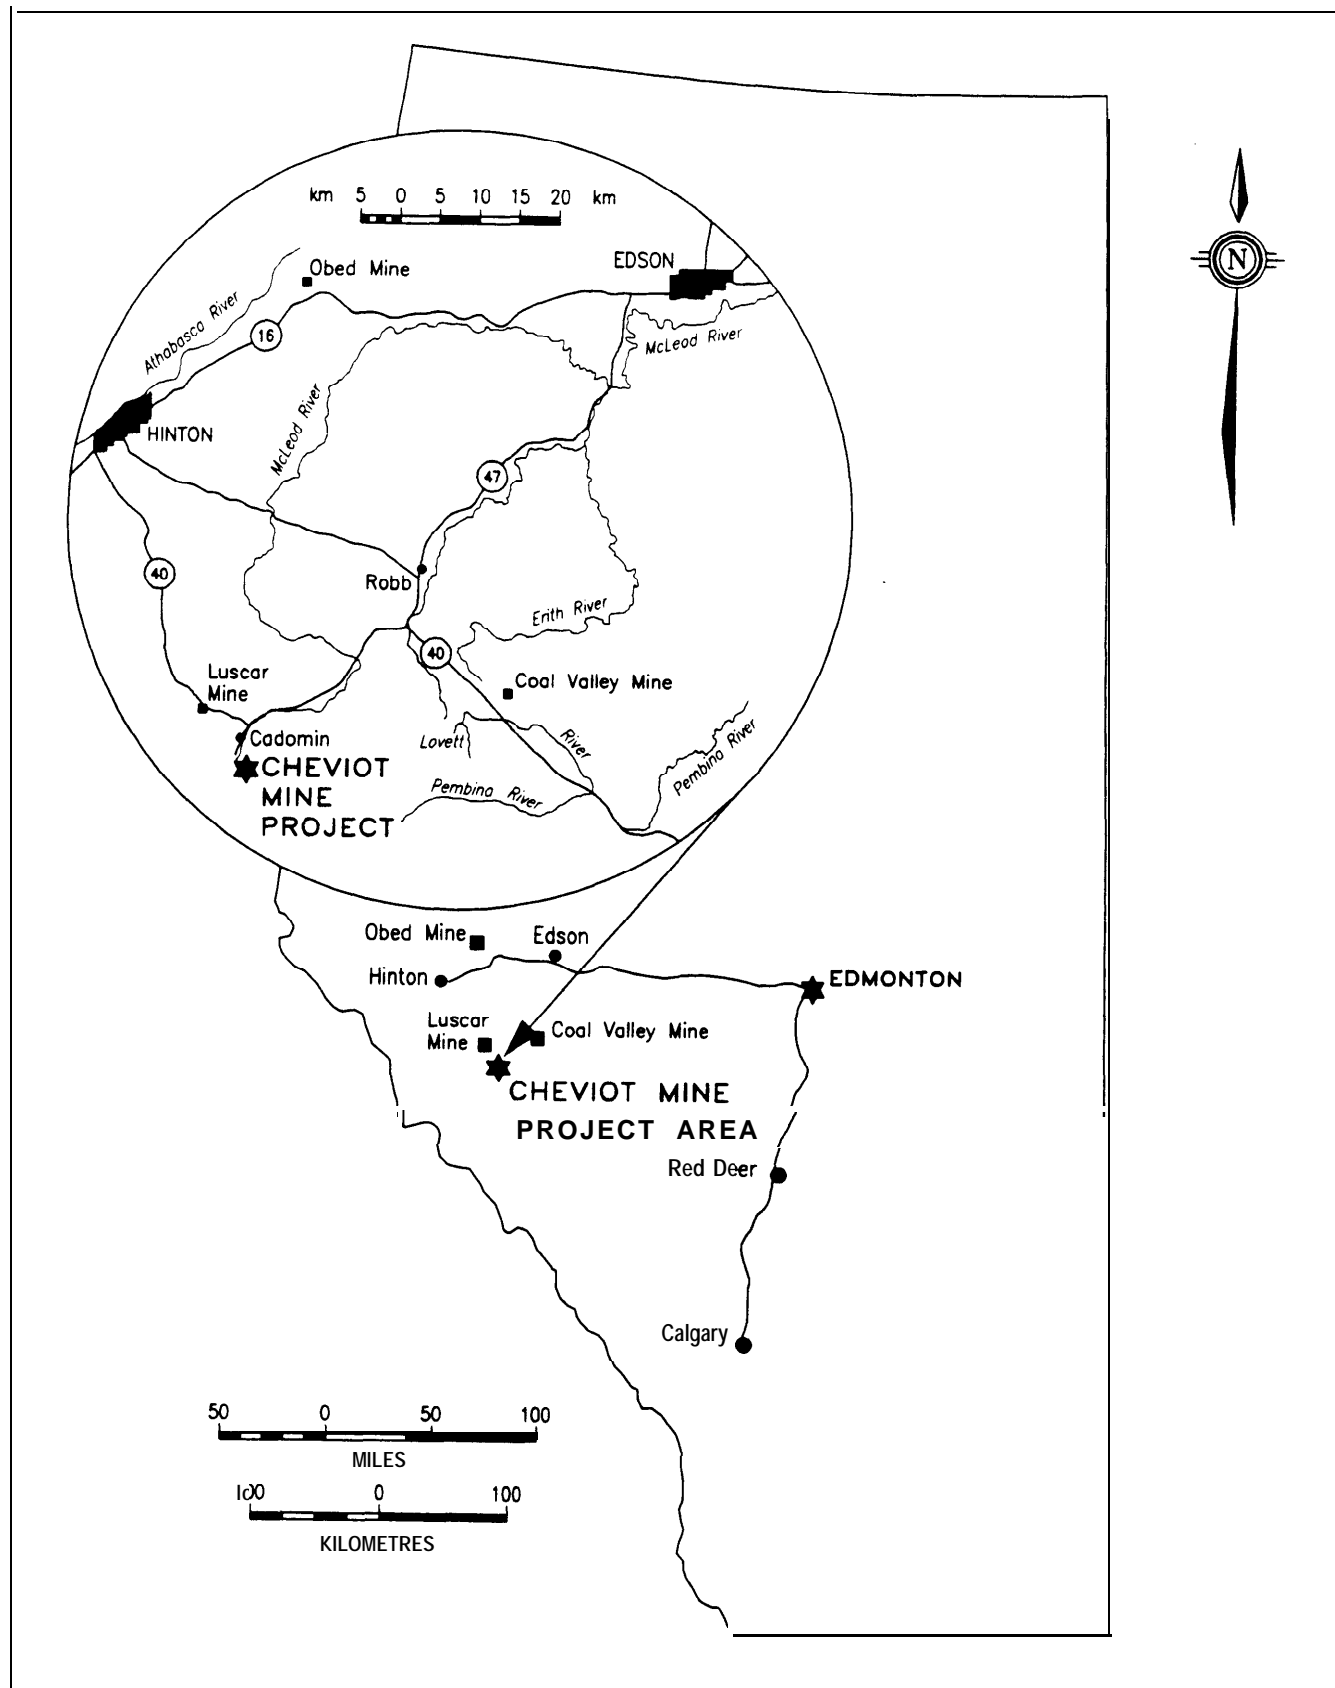 km 5 0 5 10 15 20 km
Obed Mine
EDSON
Athabasca River
16
McLeod River
McLeod River
HINTON
47
40
Robb
Erith River
40
Luscar
Mine
Coal Valley Mine
Cadomin
Lovett
River
Pembina River
Pembina River
CHEVIOT
MINE
PROJECT
N
Obed Mine
Edson
Hinton
EDMONTON
Luscar
Mine
Coal Valley Mine
CHEVIOT MINE
PROJECT AREA
Red Deer
Calgary
50 0 50 100
MILES
100 0 100
KILOMETRES